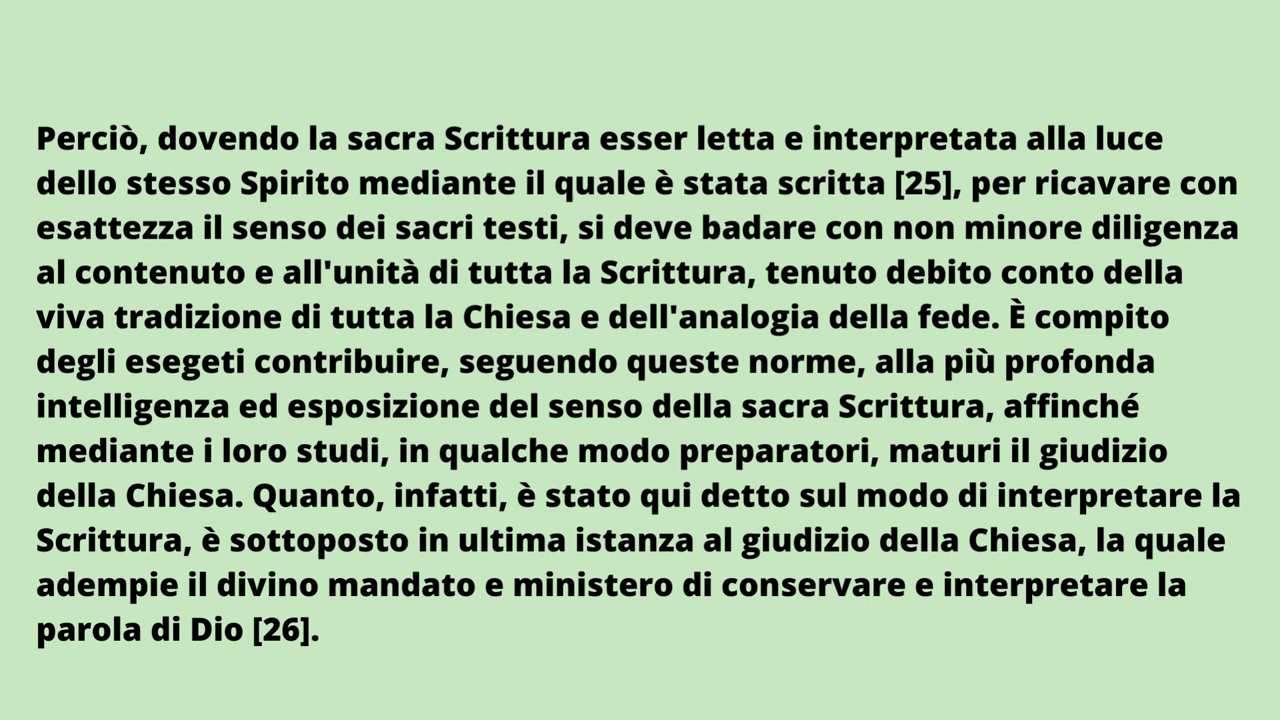 Perciò, dovendo la sacra Scrittura esser letta e interpretata alla luce
dello stesso Spirito mediante il quale è stata scritta [25], per ricavare con
esattezza il senso dei sacri testi, si deve badare con non minore diligenza
al contenuto e all'unità di tutta la Scrittura, tenuto debito conto della
viva tradizione di tutta la Chiesa e dell'analogia della fede. È compito
degli esegeti contribuire, seguendo queste norme, alla più profonda
intelligenza ed esposizione del senso della sacra Scrittura, affinché
mediante i loro studi, in qualche modo preparatori, maturi il giudizio
della Chiesa. Quanto, infatti, è stato qui detto sul modo di interpretare la
Scrittura, è sottoposto in ultima istanza al giudizio della Chiesa, la quale
adempie il divino mandato e ministero di conservare e interpretare la
parola di Dio [26].